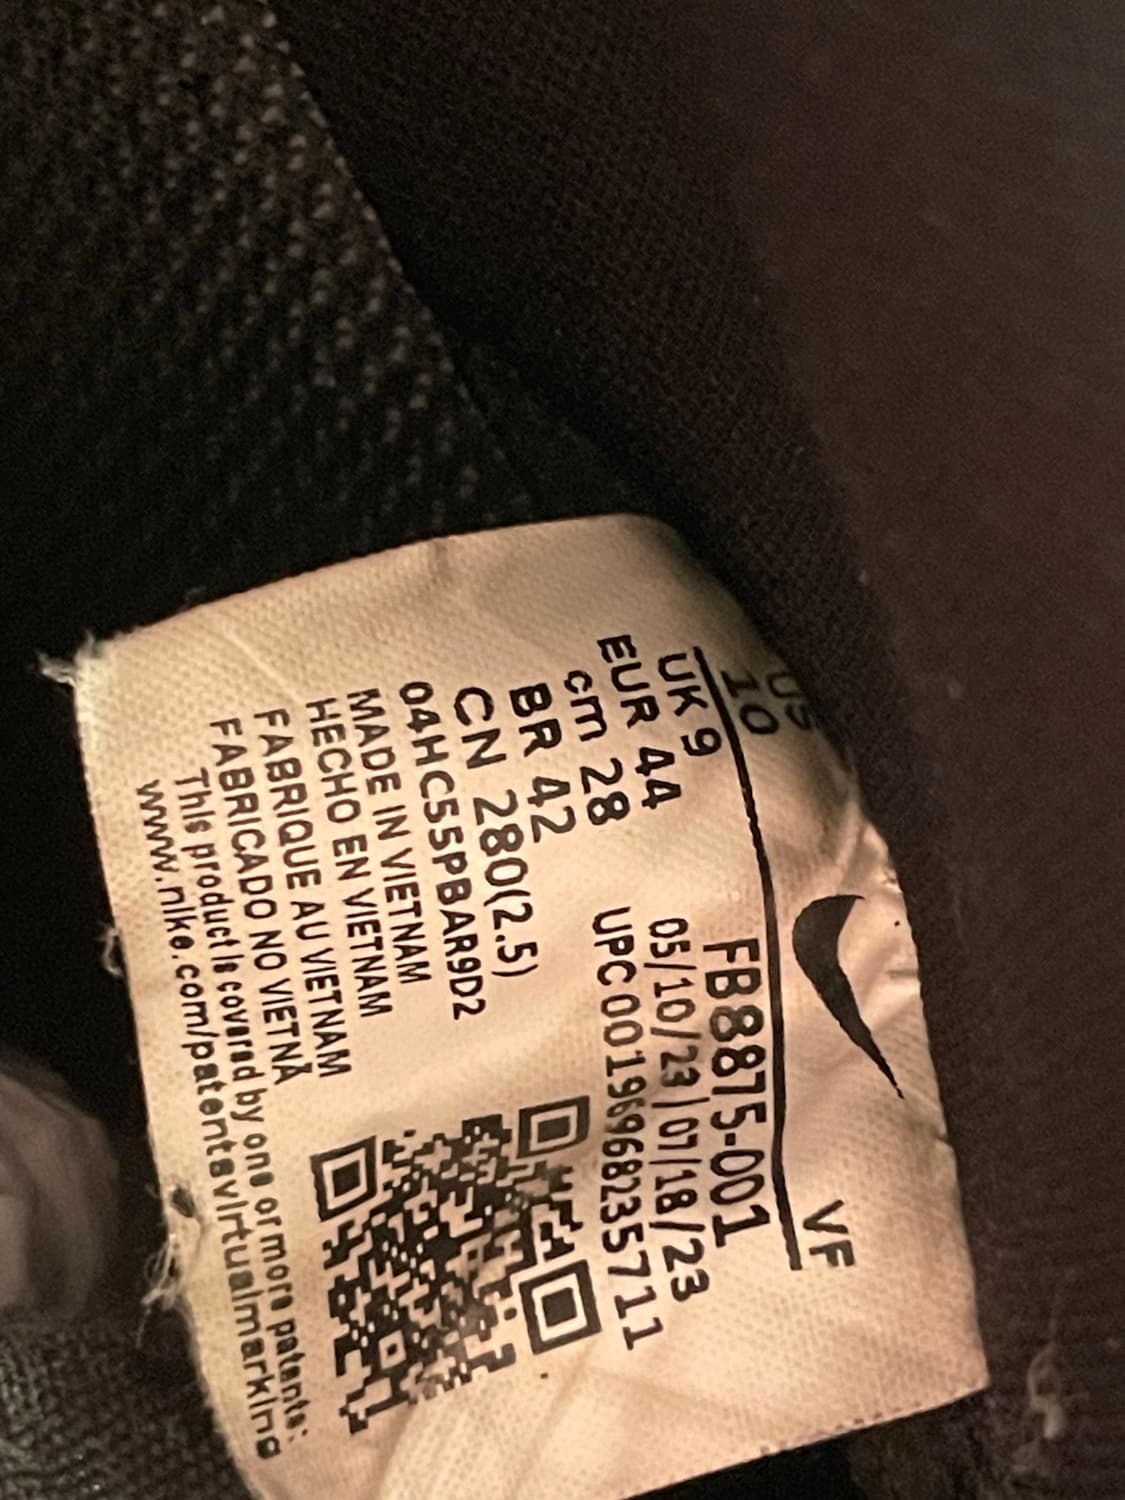 US
10
VF
UK 9
FB8875-001
EUR 44
05/10/23|07/18/23
cm 28
UPC00196968235711
BR 42
CN 280(2.5)
04HC55PBAR9D2
MADE IN VIETNAM
HECHO EN VIETNAM
FABRIQUE AU VIETNAM
FABRICADO NO VIETNÃ
This product is covered by one or more patents:
www.nike.com/patentsvirtualmarking